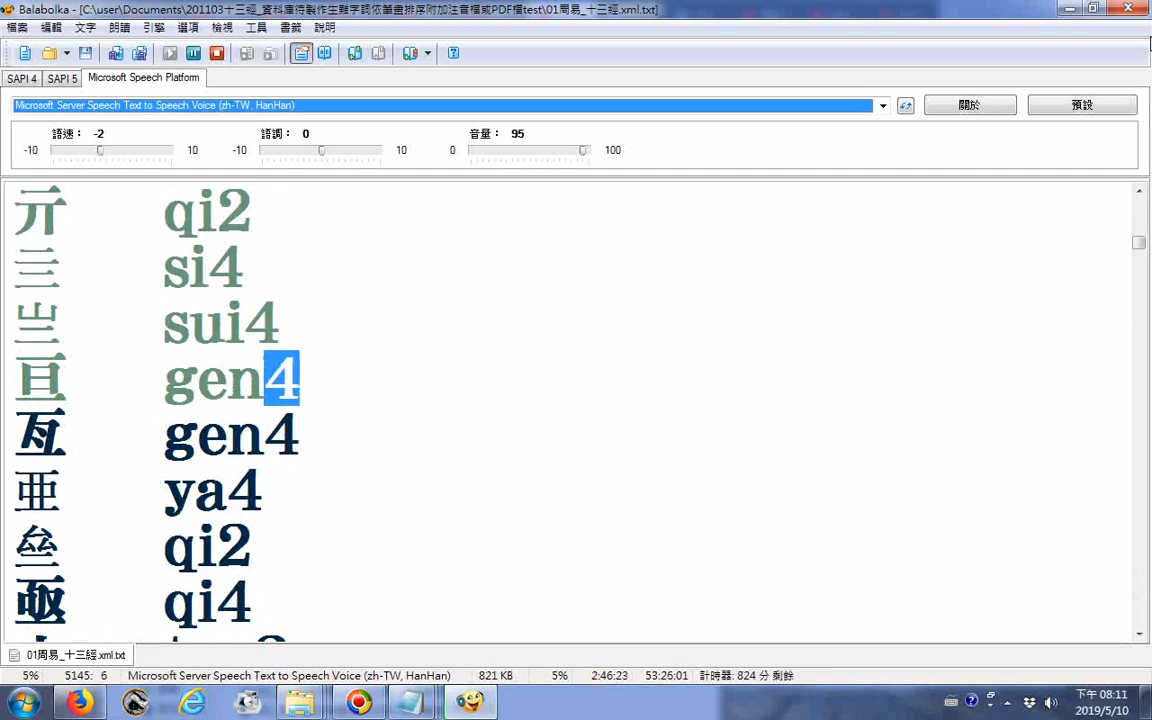 Balabolka - [C:\user\Documents\201103十三經_資料庫待製作生難字詞依筆畫排序附加注音檔或PDF檔test\01周易_十三經.xml.txt]
檔案 編輯 文字 朗讀 引擎 選項 檢視 工具 書籤 說明
SAPI 4 SAPI 5 Microsoft Speech Platform
Microsoft Server Speech Text to Speech Voice (zh-TW, HanHan) 關於 預設
語速： -2 語調： 0 音量： 95
-10 10 -10 10 0 100
亓 qi2
亖 si4
亗 sui4
亘 gen4
亙 gen4
亜 ya4
亝 qi2
亟 qi4
01周易_十三經.xml.txt
5% 5145: 6 Microsoft Server Speech Text to Speech Voice (zh-TW, HanHan) 821 KB 5% 2:46:23 53:26:01 計時器: 824 分 剩餘
下午 08:11
2019/5/10